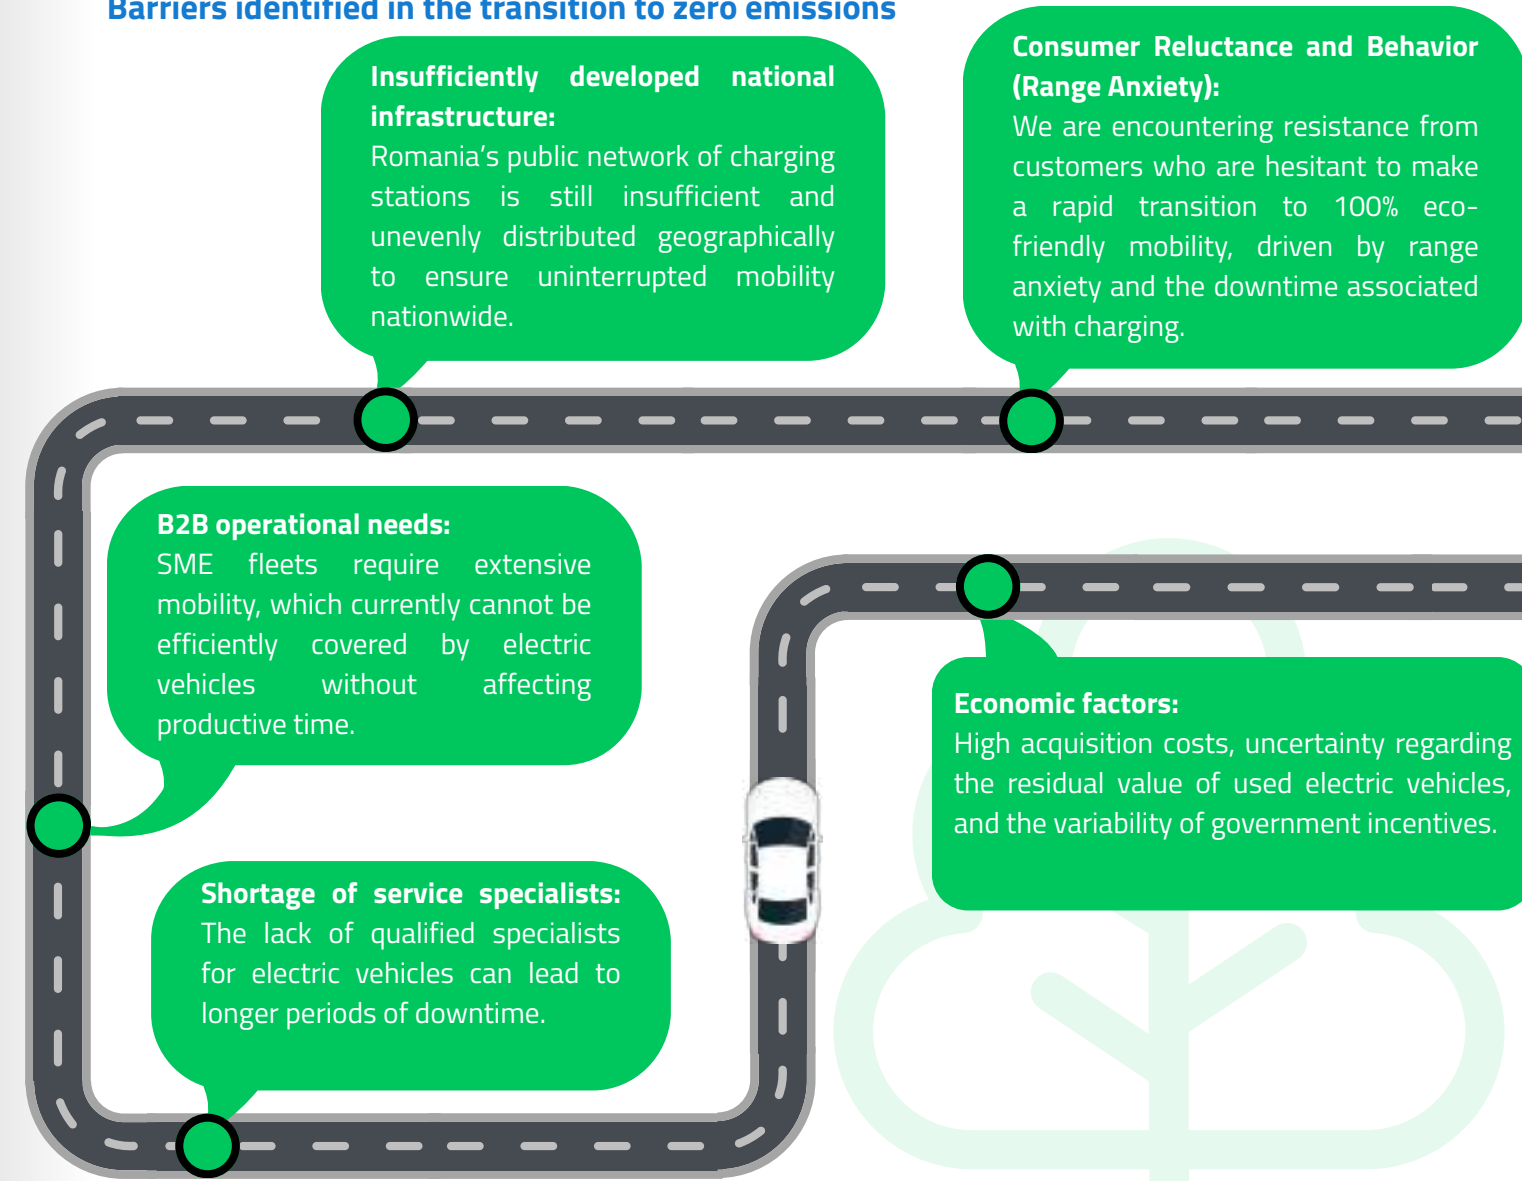 Barriers identified in the transition to zero emissions
Insufficiently developed national
infrastructure:
Romania's public network of charging
stations is still insufficient and
unevenly distributed geographically
to ensure uninterrupted mobility
nationwide.
Consumer Reluctance and Behavior
(Range Anxiety):
We are encountering resistance from
customers who are hesitant to make
a rapid transition to 100% eco-
friendly mobility, driven by range
anxiety and the downtime associated
with charging.
B2B operational needs:
SME fleets require extensive
mobility, which currently cannot be
efficiently covered by electric
vehicles without affecting
productive time.
Economic factors:
High acquisition costs, uncertainty regarding
the residual value of used electric vehicles,
and the variability of government incentives.
Shortage of service specialists:
The lack of qualified specialists
for electric vehicles can lead to
longer periods of downtime.